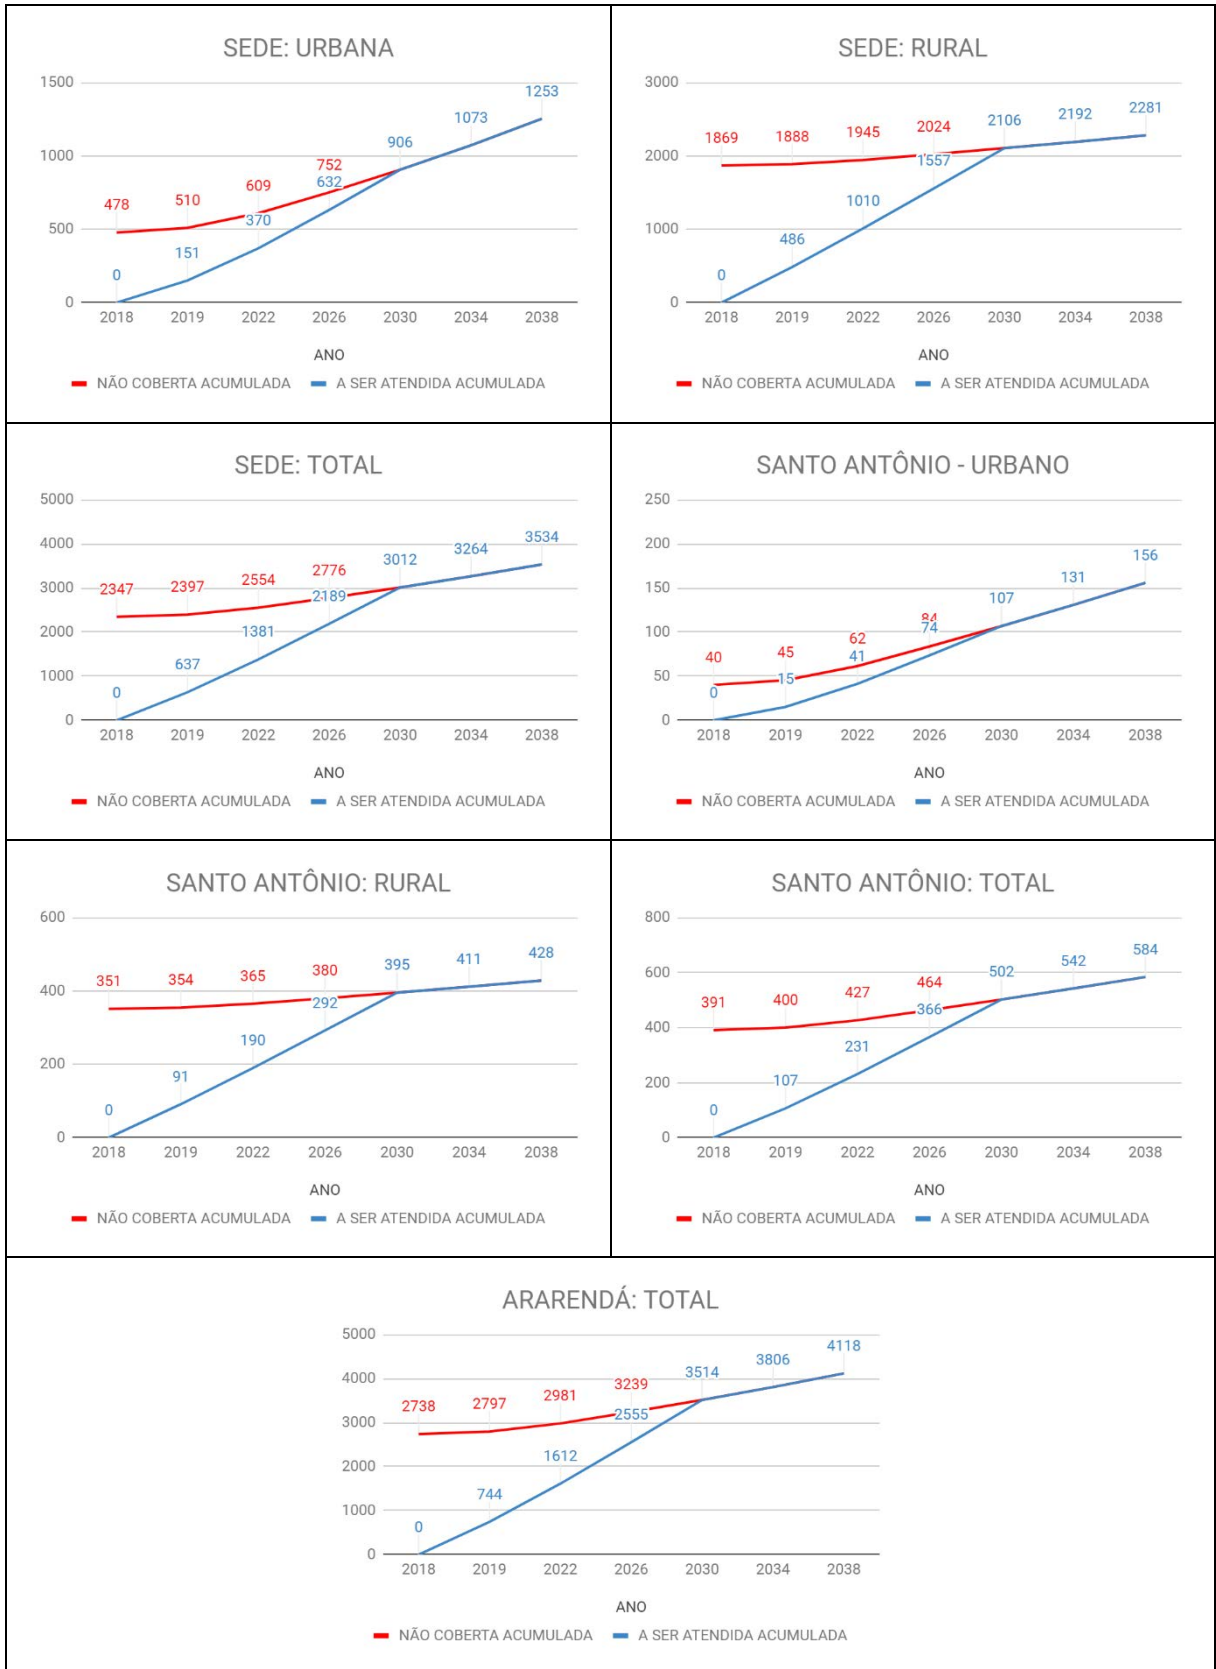 SEDE: URBANA
1500
1000
500
0
478 510 609 752 906 1073 1253
0 151 370 632
2018 2019 2022 2026 2030 2034 2038
ANO
NÃO COBERTA ACUMULADA A SER ATENDIDA ACUMULADA
SEDE: RURAL
3000
2000
1000
0
1869 1888 1945 2024 2106 2192 2281
0 486 1010 1557
2018 2019 2022 2026 2030 2034 2038
ANO
NÃO COBERTA ACUMULADA A SER ATENDIDA ACUMULADA
SEDE: TOTAL
5000
4000
3000
2000
1000
0
2347 2397 2554 2776 3012 3264 3534
0 637 1381 2189
2018 2019 2022 2026 2030 2034 2038
ANO
NÃO COBERTA ACUMULADA A SER ATENDIDA ACUMULADA
SANTO ANTÔNIO - URBANO
250
200
150
100
50
0
40 45 62 84 107 131 156
0 15 41 74
2018 2019 2022 2026 2030 2034 2038
ANO
NÃO COBERTA ACUMULADA A SER ATENDIDA ACUMULADA
SANTO ANTÔNIO: RURAL
600
400
200
0
351 354 365 380 395 411 428
0 91 190 292
2018 2019 2022 2026 2030 2034 2038
ANO
NÃO COBERTA ACUMULADA A SER ATENDIDA ACUMULADA
SANTO ANTÔNIO: TOTAL
800
600
400
200
0
391 400 427 464 502 542 584
0 107 231 366
2018 2019 2022 2026 2030 2034 2038
ANO
NÃO COBERTA ACUMULADA A SER ATENDIDA ACUMULADA
ARARENDÁ: TOTAL
5000
4000
3000
2000
1000
0
2738 2797 2981 3239 3514 3806 4118
0 744 1612 2555
2018 2019 2022 2026 2030 2034 2038
ANO
NÃO COBERTA ACUMULADA A SER ATENDIDA ACUMULADA